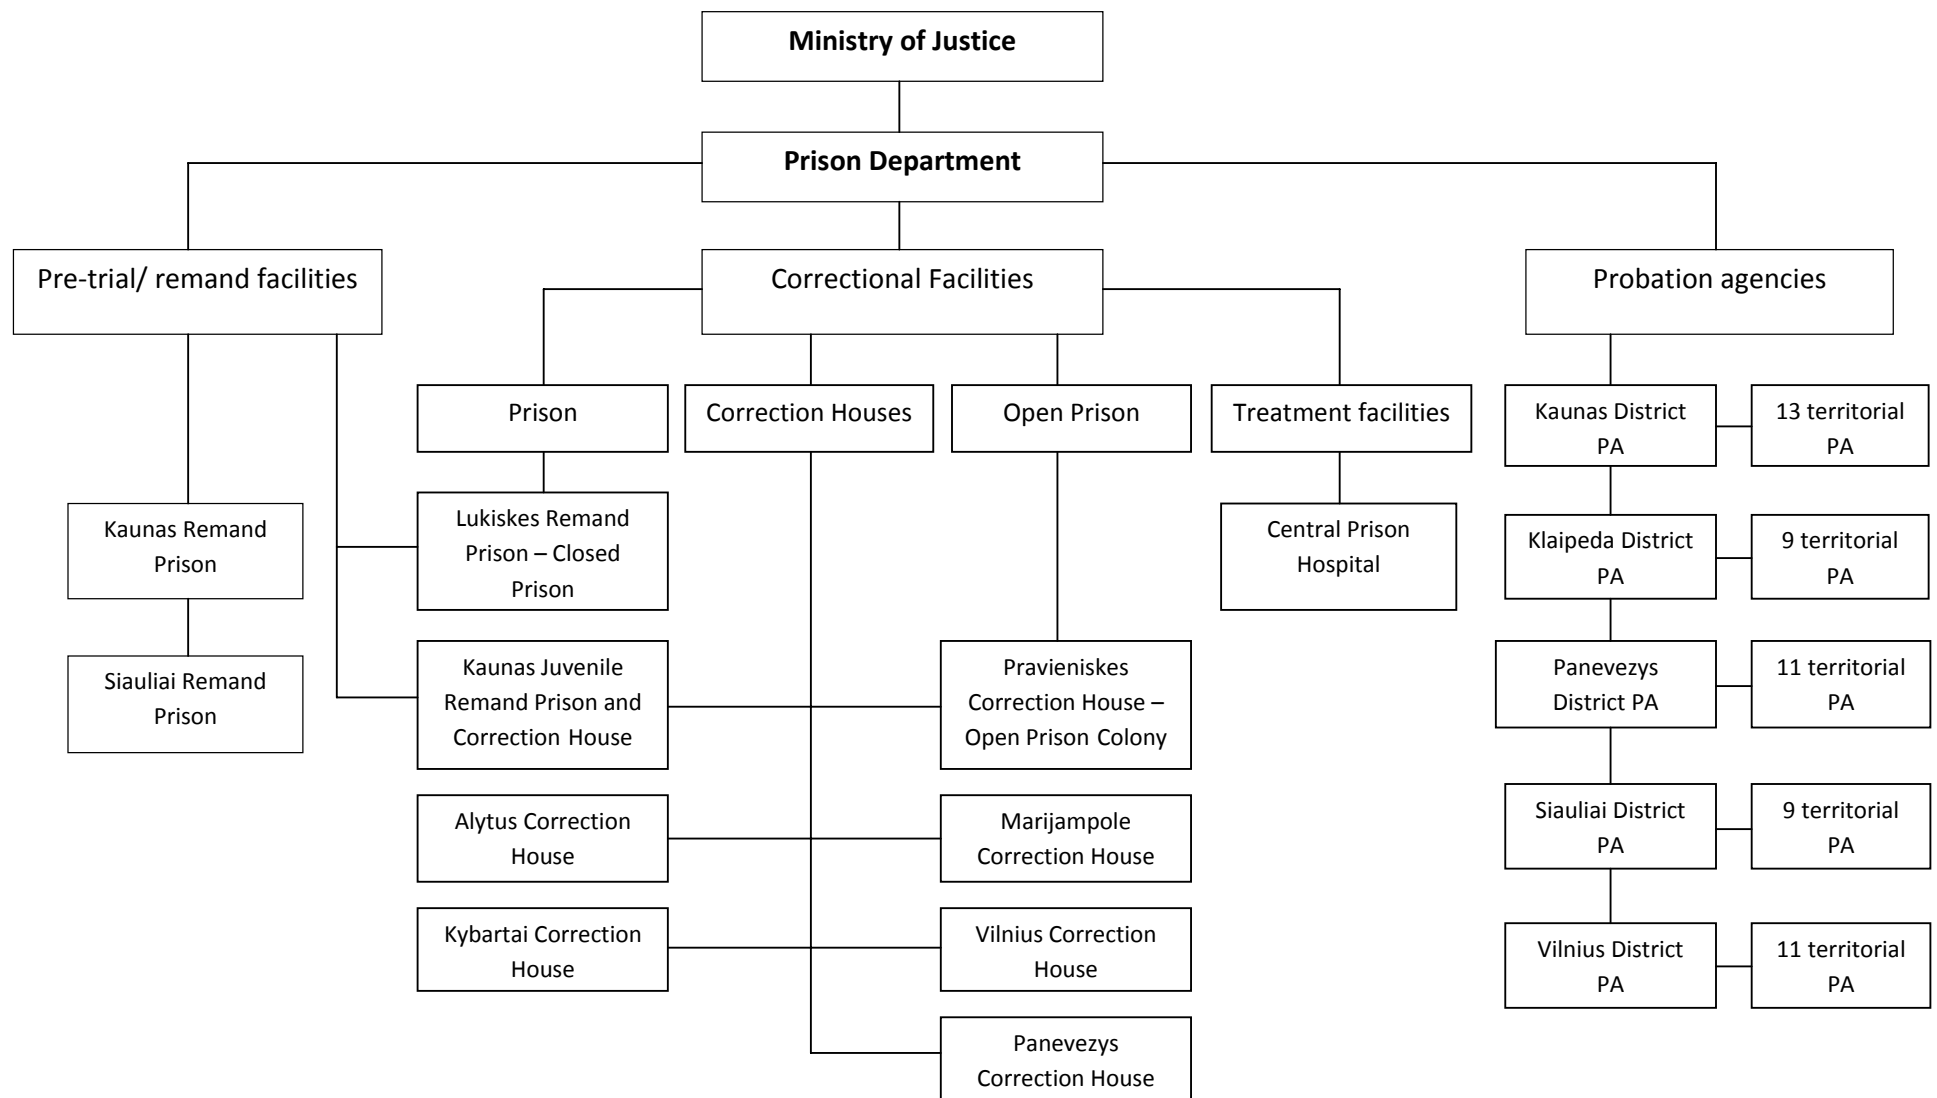 Ministry of Justice
Prison Department
Pre-trial/ remand facilities
Correctional Facilities
Probation agencies
Prison
Correction Houses
Open Prison
Treatment facilities
Kaunas District
PA
13 territorial
PA
Kaunas Remand
Prison
Lukiskes Remand
Prison – Closed
Prison
Central Prison
Hospital
Klaipeda District
PA
9 territorial
PA
Siauliai Remand
Prison
Kaunas Juvenile
Remand Prison and
Correction House
Pravieniskes
Correction House –
Open Prison Colony
Panevezys
District PA
11 territorial
PA
Alytus Correction
House
Marijampole
Correction House
Siauliai District
PA
9 territorial
PA
Kybartai Correction
House
Vilnius Correction
House
Vilnius District
PA
11 territorial
PA
Panevezys
Correction House